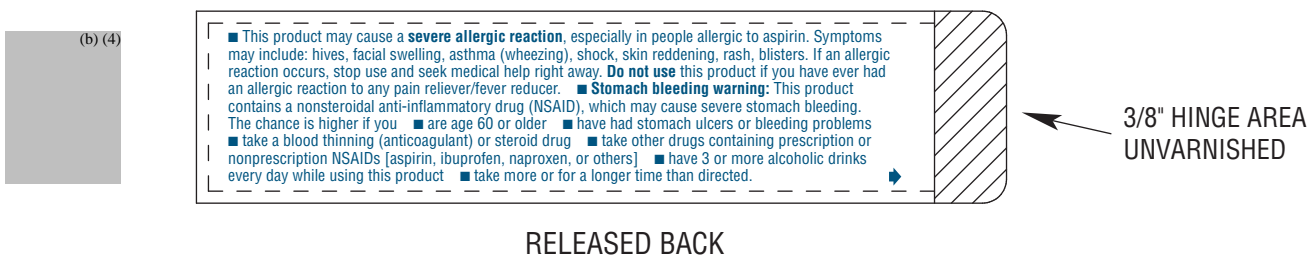 (b) (4)
■ This product may cause a severe allergic reaction, especially in people allergic to aspirin. Symptoms
may include: hives, facial swelling, asthma (wheezing), shock, skin reddening, rash, blisters. If an allergic
reaction occurs, stop use and seek medical help right away. Do not use this product if you have ever had
an allergic reaction to any pain reliever/fever reducer. ■ Stomach bleeding warning: This product
contains a nonsteroidal anti-inflammatory drug (NSAID), which may cause severe stomach bleeding.
The chance is higher if you ■ are age 60 or older ■ have had stomach ulcers or bleeding problems
■ take a blood thinning (anticoagulant) or steroid drug ■ take other drugs containing prescription or
nonprescription NSAIDs [aspirin, ibuprofen, naproxen, or others] ■ have 3 or more alcoholic drinks
every day while using this product ■ take more or for a longer time than directed.
3/8" HINGE AREA
UNVARNISHED
RELEASED BACK